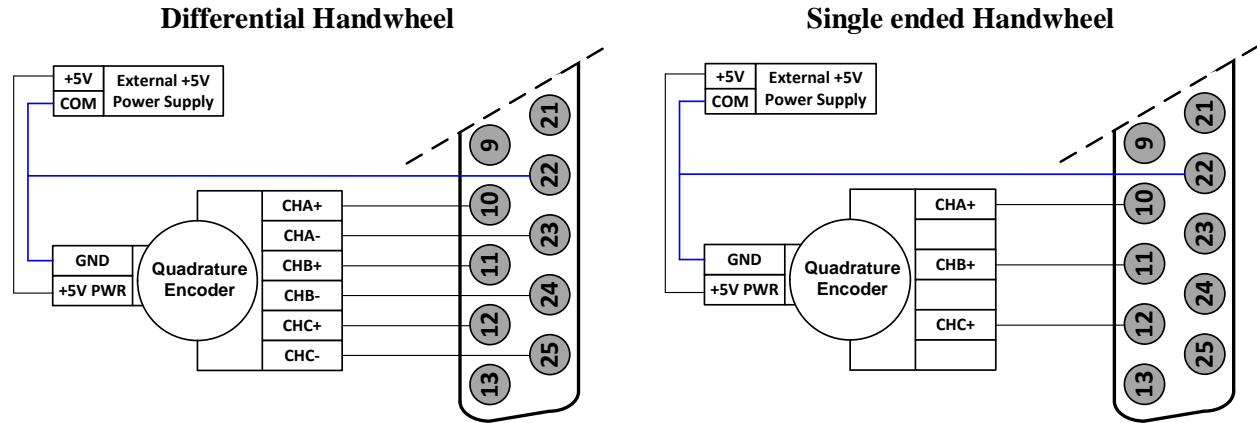 Differential Handwheel
+5V
COM
External +5V
Power Supply
21
9
22
10
23
11
24
12
25
13
CHA+
CHA-
CHB+
CHB-
CHC+
CHC-
GND
+5V PWR
Quadrature
Encoder
Single ended Handwheel
+5V
COM
External +5V
Power Supply
21
9
22
10
23
11
24
12
25
13
CHA+
CHB+
CHC+
GND
+5V PWR
Quadrature
Encoder